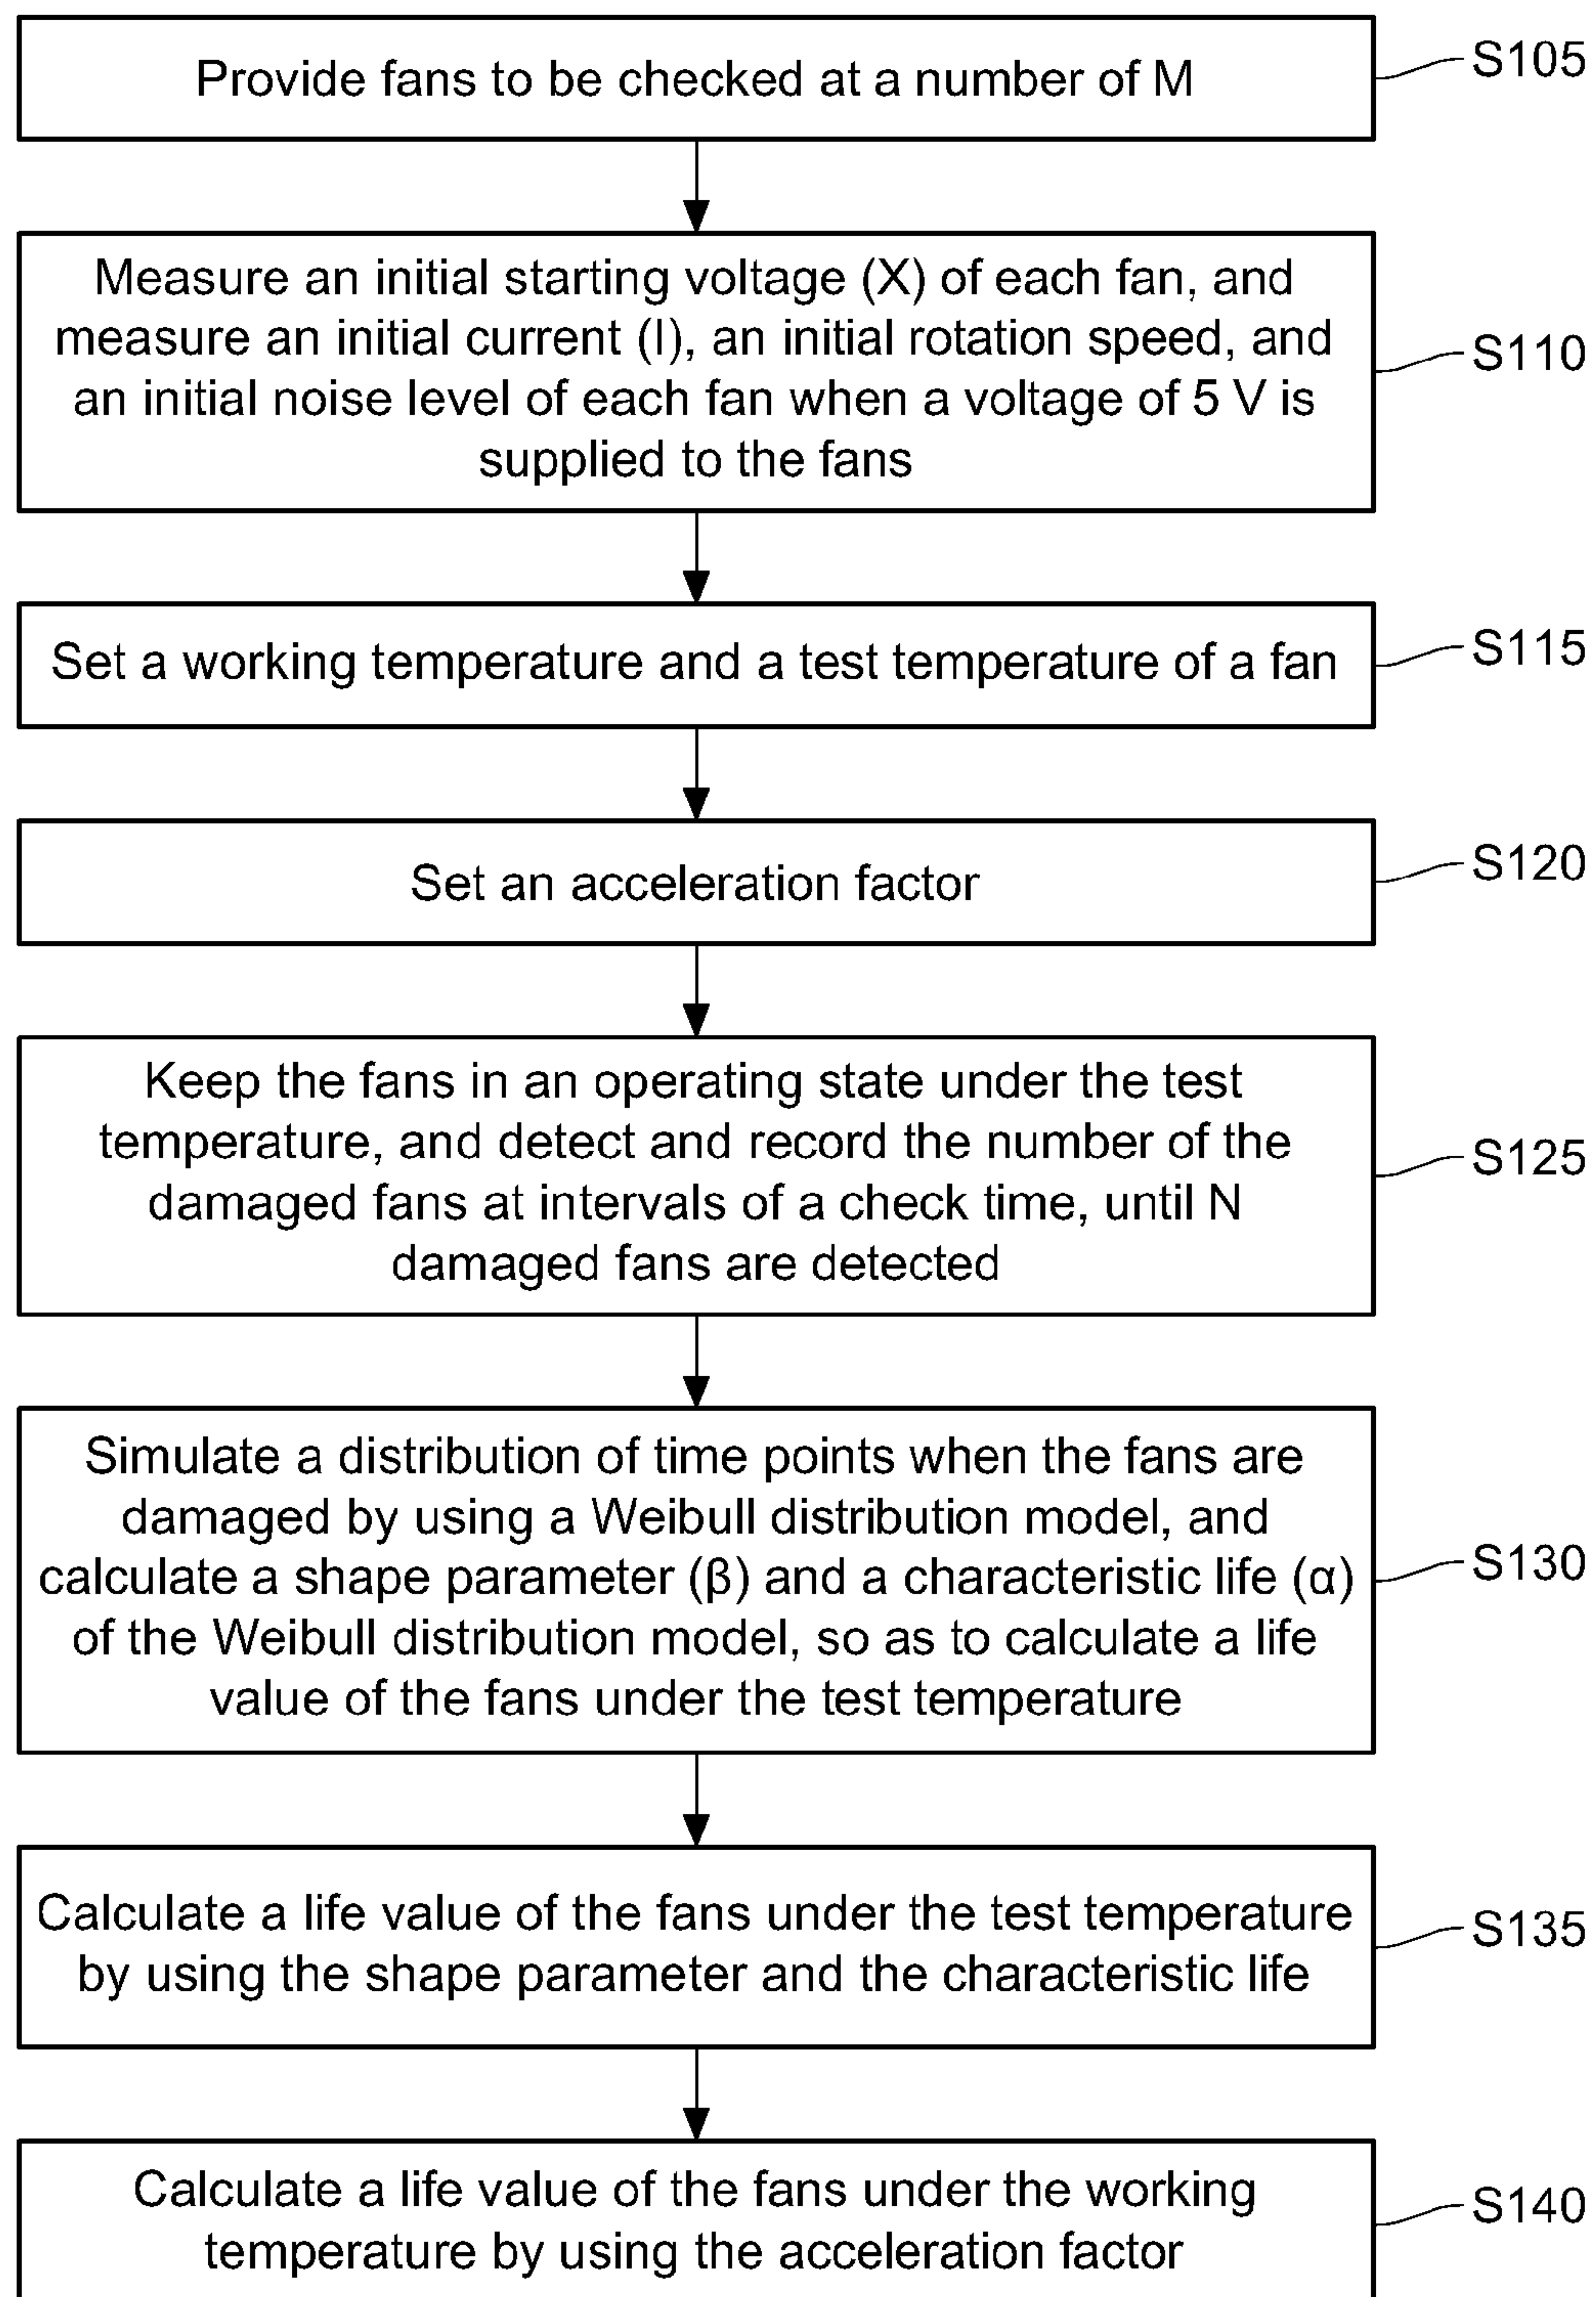 Provide fans to be checked at a number of M
S105
Measure an initial starting voltage (X) of each fan, and
measure an initial current (I), an initial rotation speed, and
an initial noise level of each fan when a voltage of 5 V is
supplied to the fans
S110
Set a working temperature and a test temperature of a fan
S115
Set an acceleration factor
S120
Keep the fans in an operating state under the test
temperature, and detect and record the number of the
damaged fans at intervals of a check time, until N
damaged fans are detected
S125
Simulate a distribution of time points when the fans are
damaged by using a Weibull distribution model, and
calculate a shape parameter (β) and a characteristic life (α)
of the Weibull distribution model, so as to calculate a life
value of the fans under the test temperature
S130
Calculate a life value of the fans under the test temperature
by using the shape parameter and the characteristic life
S135
Calculate a life value of the fans under the working
temperature by using the acceleration factor
S140